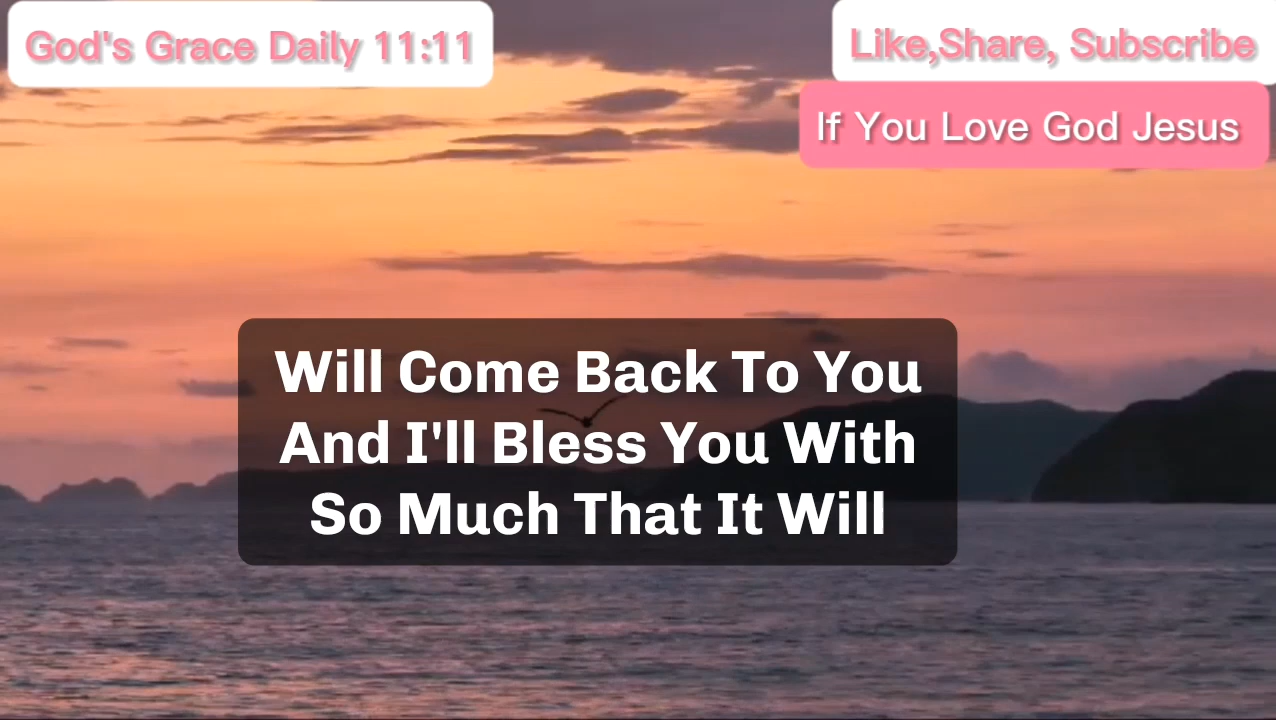 God's Grace Daily 11:11
Like,Share, Subscribe
If You Love God Jesus
Will Come Back To You
And I'll Bless You With
So Much That It Will